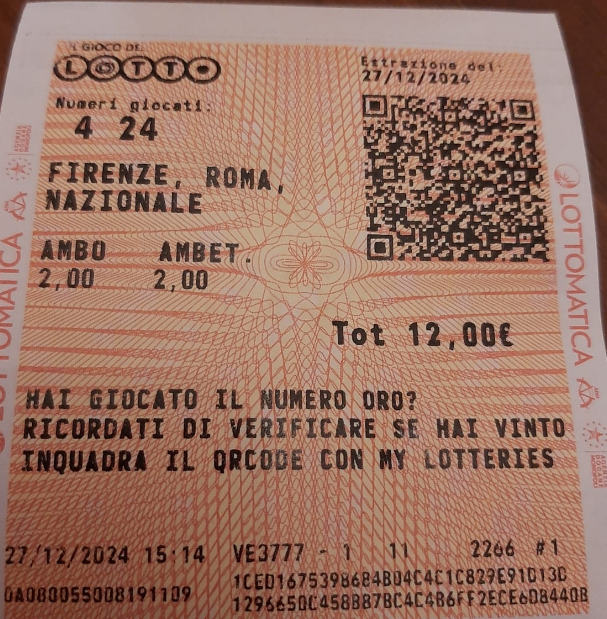 IL GIOCO DEL
LOTTO
Estrazione del:
27/12/2024
Numeri giocati:
4 24
FIRENZE, ROMA,
NAZIONALE
AMBO AMBET.
2,00 2,00
Tot 12,00€
HAI GIOCATO IL NUMERO ORO?
RICORDATI DI VERIFICARE SE HAI VINTO
INQUADRA IL QRCODE CON MY LOTTERIES
27/12/2024 15:14 VE3777 - 1 11 2266 #1
0A080055008191109
LOTTOMATICA
LOTTOMATICA